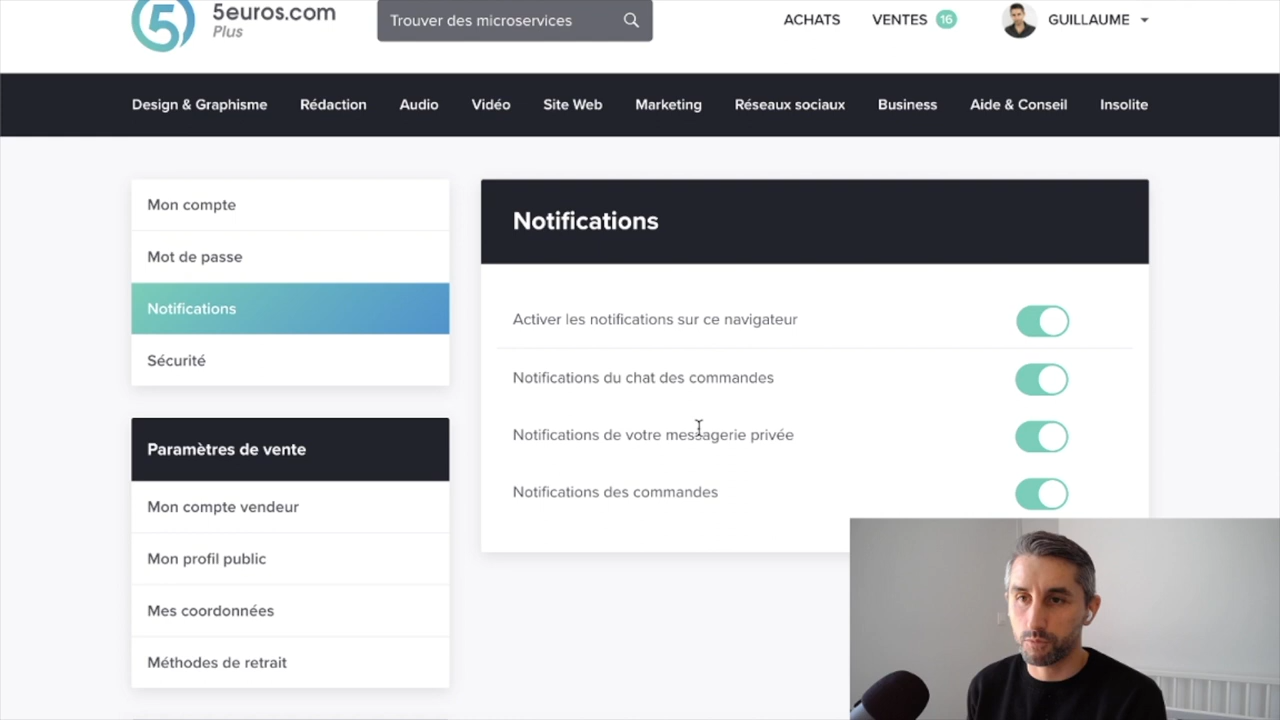 5euros.com
Plus
Trouver des microservices
ACHATS
VENTES 16
GUILLAUME
Design & Graphisme
Rédaction
Audio
Vidéo
Site Web
Marketing
Réseaux sociaux
Business
Aide & Conseil
Insolite
Mon compte
Mot de passe
Notifications
Sécurité
Paramètres de vente
Mon compte vendeur
Mon profil public
Mes coordonnées
Méthodes de retrait
Notifications
Activer les notifications sur ce navigateur
Notifications du chat des commandes
Notifications de votre messagerie privée
Notifications des commandes